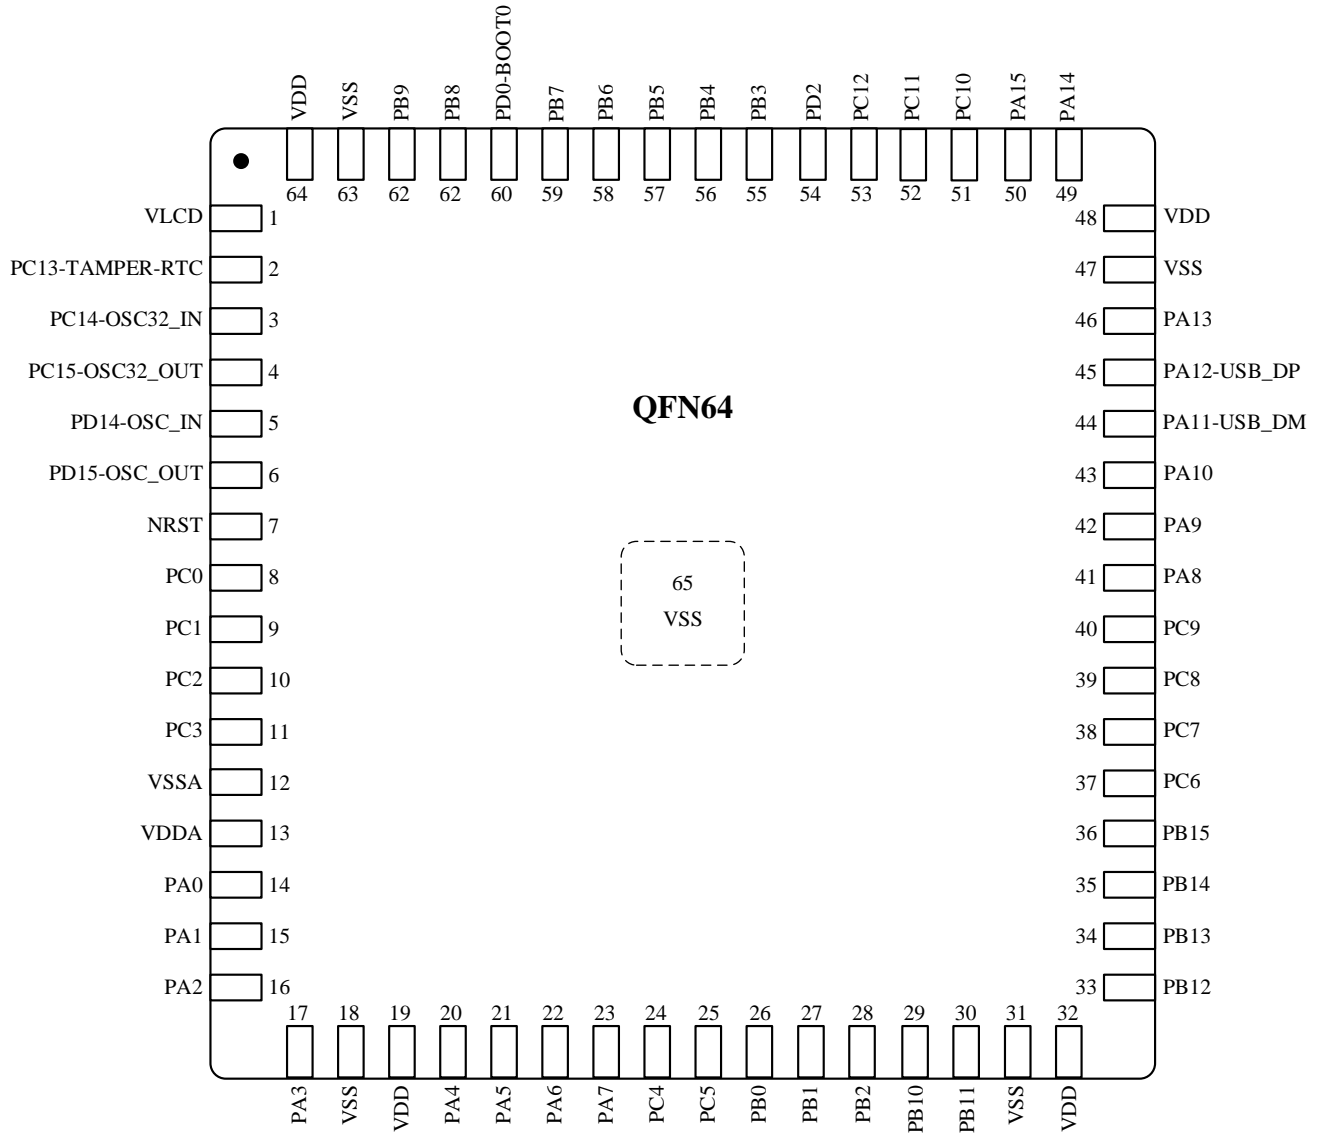 VDD VSS PB9 PB8 PD0-BOOT0 PB7 PB6 PB5 PB4 PB3 PD2 PC12 PC11 PC10 PA15 PA14
64 63 62 62 60 59 58 57 56 55 54 53 52 51 50 49
VLCD 1 48 VDD
PC13-TAMPER-RTC 2 47 VSS
PC14-OSC32_IN 3 46 PA13
PC15-OSC32_OUT 4 45 PA12-USB_DP
QFN64
PD14-OSC_IN 5 44 PA11-USB_DM
PD15-OSC_OUT 6 43 PA10
NRST 7 42 PA9
PC0 8 65 41 PA8
VSS
PC1 9 40 PC9
PC2 10 39 PC8
PC3 11 38 PC7
VSSA 12 37 PC6
VDDA 13 36 PB15
PA0 14 35 PB14
PA1 15 34 PB13
PA2 16 33 PB12
17 18 19 20 21 22 23 24 25 26 27 28 29 30 31 32
PA3 VSS VDD PA4 PA5 PA6 PA7 PC4 PC5 PB0 PB1 PB2 PB10 PB11 VSS VDD